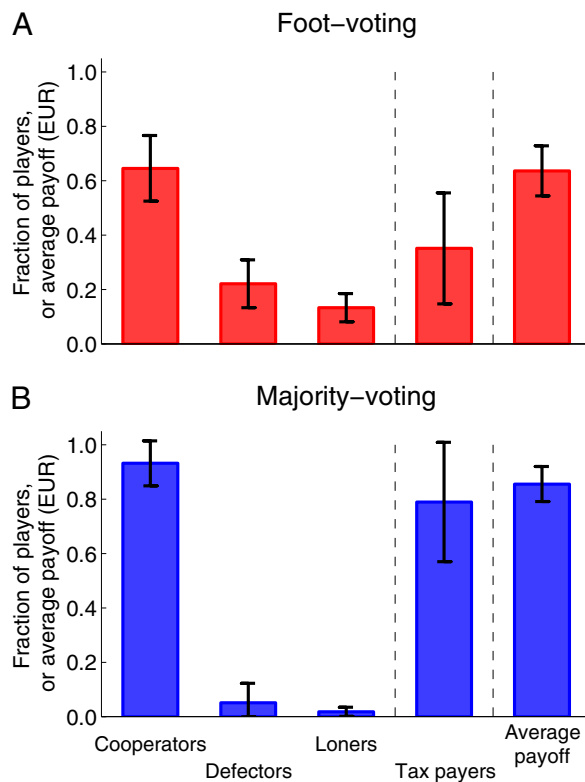 A
Foot−voting
Fraction of players,
or average payoff (EUR)
1.0
0.8
0.6
0.4
0.2
0.0
B
Majority−voting
Fraction of players,
or average payoff (EUR)
1.0
0.8
0.6
0.4
0.2
0.0
Cooperators
Defectors
Loners
Tax payers
Average
payoff